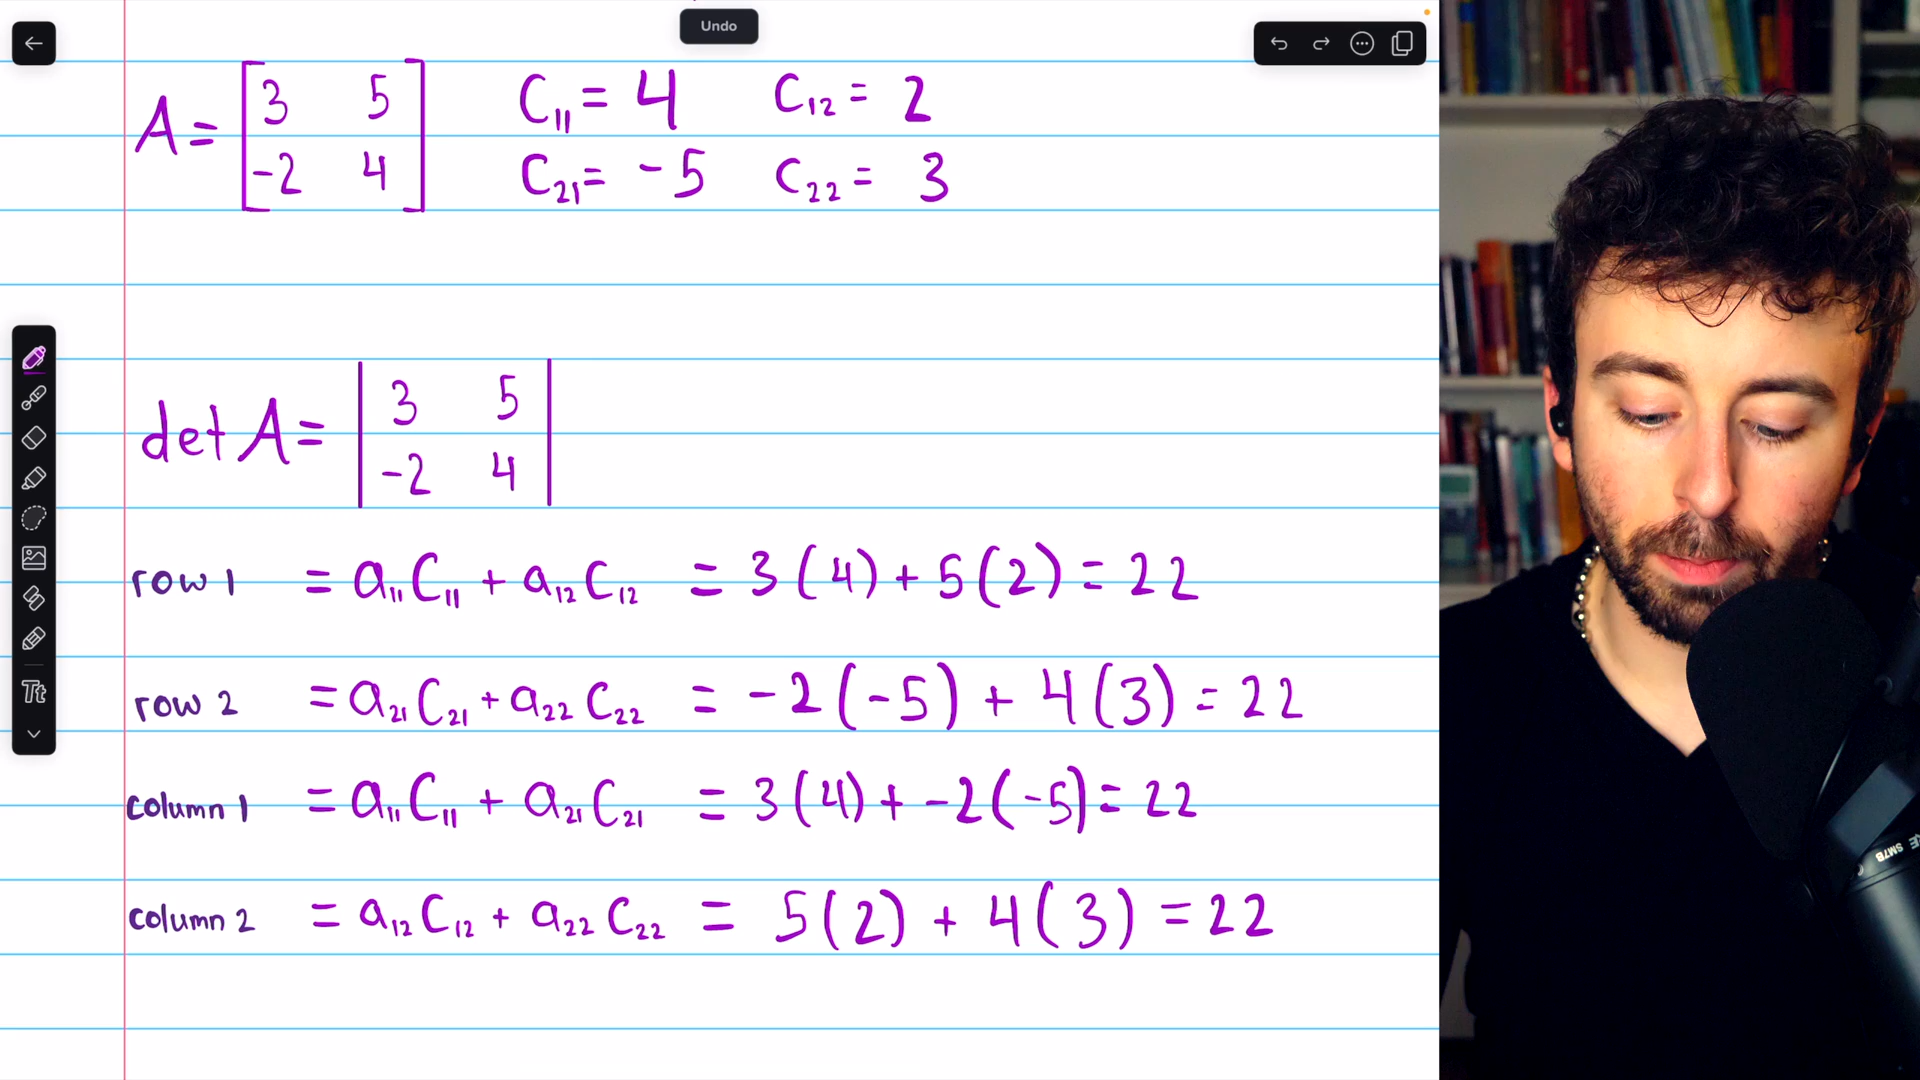 Undo
A = [ 3 5 C₁₁ = 4 C₁₂ = 2
-2 4 ] C₂₁ = -5 C₂₂ = 3
det A = | 3 5
-2 4 |
row 1 = a₁₁C₁₁ + a₁₂C₁₂ = 3(4) + 5(2) = 22
row 2 = a₂₁C₂₁ + a₂₂C₂₂ = -2(-5) + 4(3) = 22
column 1 = a₁₁C₁₁ + a₂₁C₂₁ = 3(4) + -2(-5) = 22
column 2 = a₁₂C₁₂ + a₂₂C₂₂ = 5(2) + 4(3) = 22
Tt
SM7B